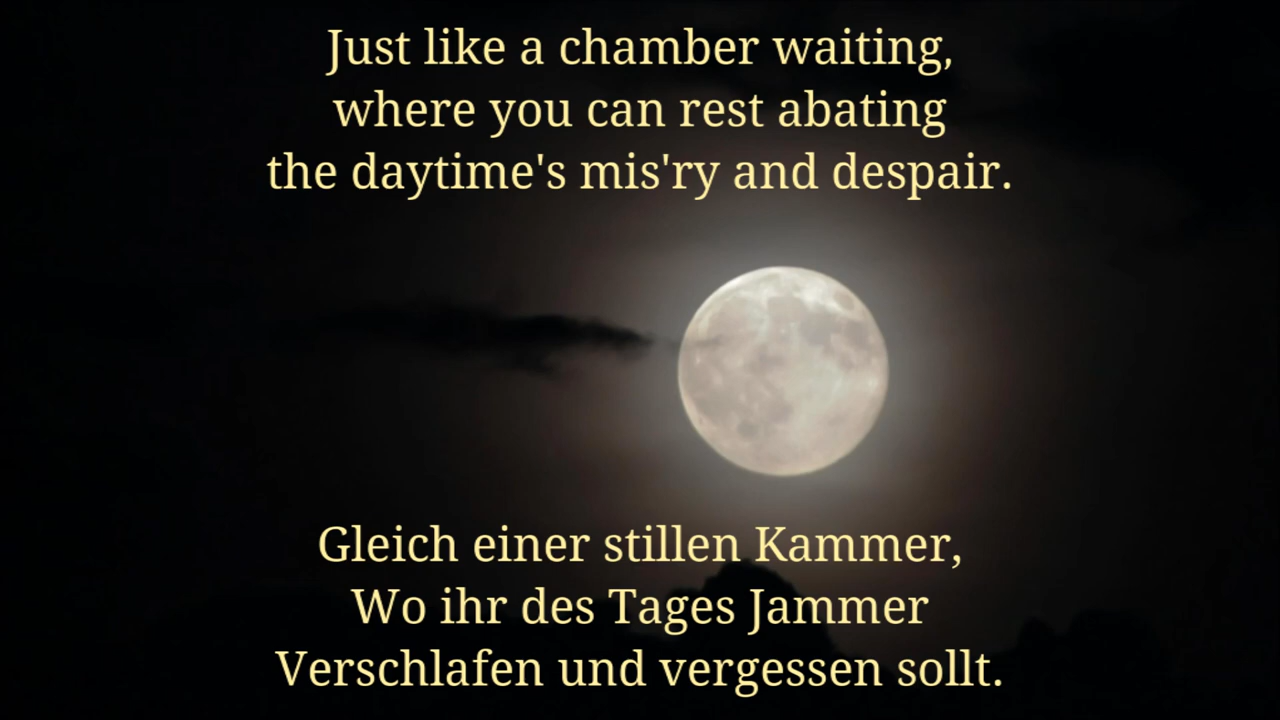 Just like a chamber waiting,
where you can rest abating
the daytime's mis'ry and despair.
Gleich einer stillen Kammer,
Wo ihr des Tages Jammer
Verschlafen und vergessen sollt.